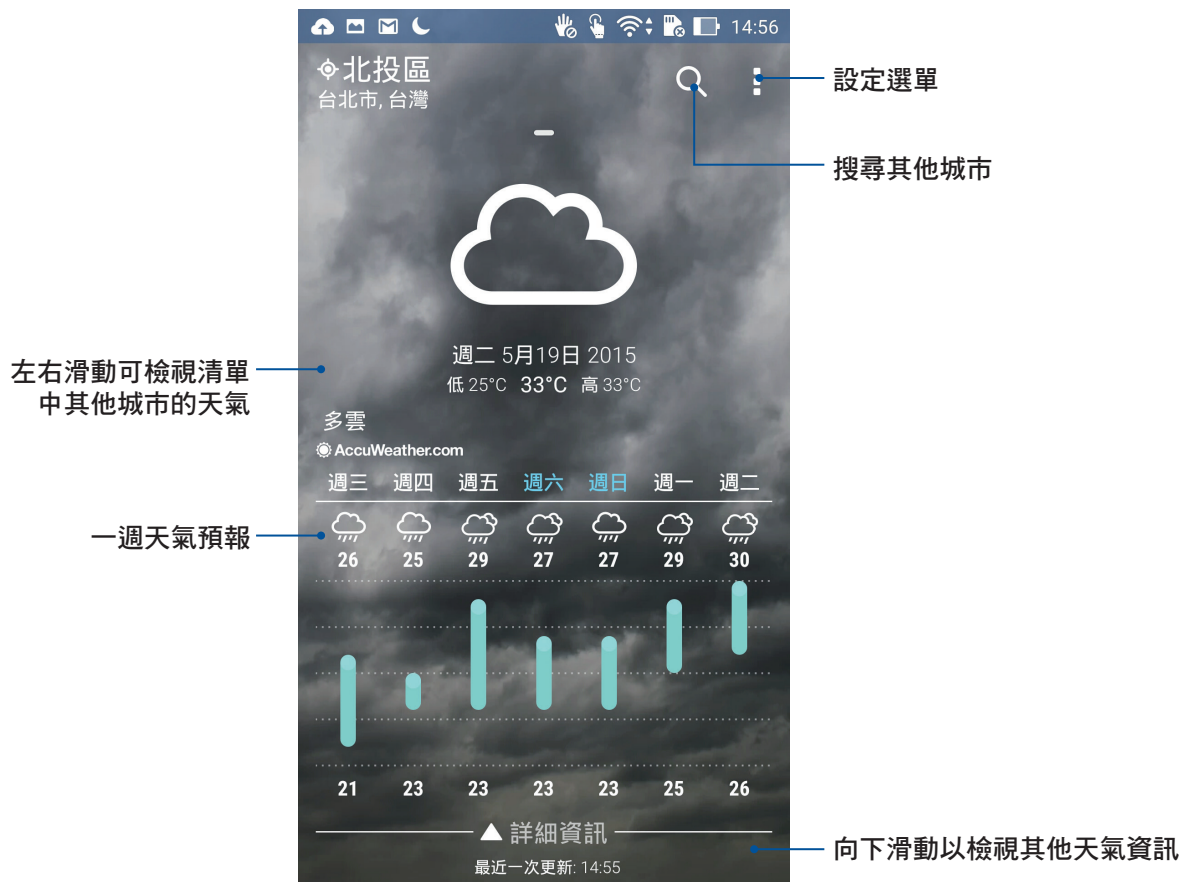 14:56
北投區
台北市, 台灣
設定選單
搜尋其他城市
週二 5月19日 2015
低 25°C 33°C 高 33°C
左右滑動可檢視清單
中其他城市的天氣
多雲
AccuWeather.com
週三 週四 週五 週六 週日 週一 週二
一週天氣預報
26 25 29 27 27 29 30
21 23 23 23 23 25 26
詳細資訊
向下滑動以檢視其他天氣資訊
最近一次更新: 14:55